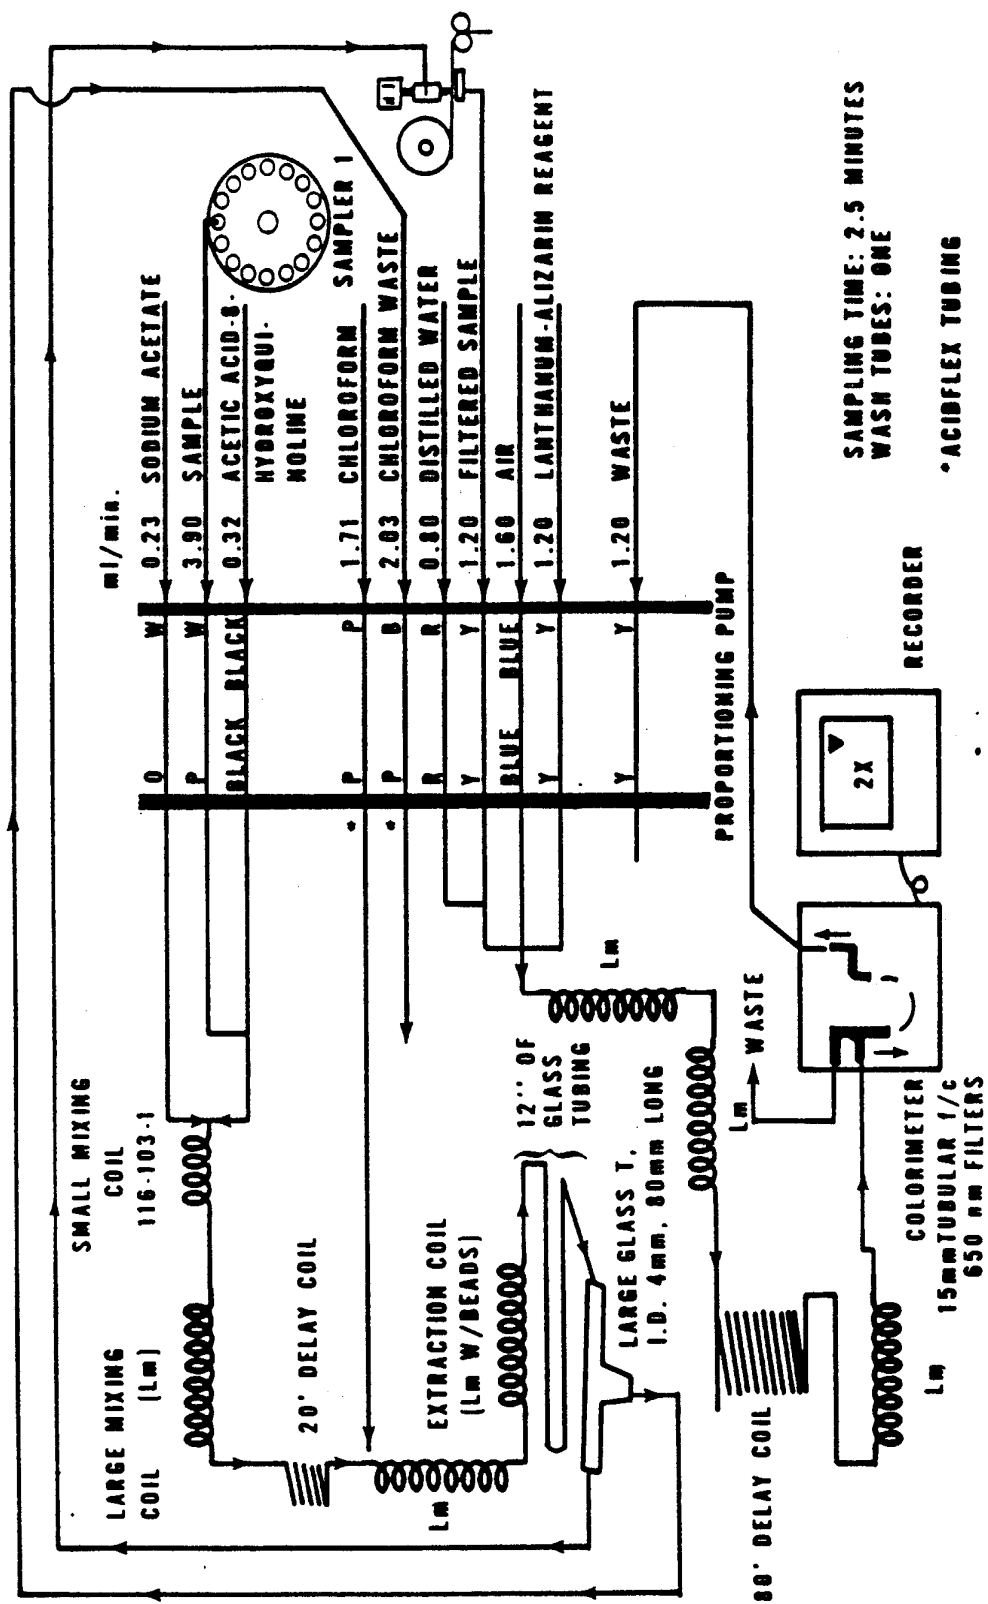 SMALL MIXING
COIL
116-103-1
LARGE MIXING
COIL (Lm)
20' DELAY COIL
Lm
EXTRACTION COIL
(Lm W/BEADS)
12'' OF
GLASS
TUBING
LARGE GLASS T,
I.D. 4mm, 80mm LONG
Lm
80' DELAY COIL
Lm
Lm
WASTE
COLORIMETER
15mmTUBULAR f/c
650 nm FILTERS
RECORDER
2X
PROPORTIONING PUMP
ml/min.
O W 0.23 SODIUM ACETATE
P W 3.90 SAMPLE
BLACK BLACK 0.32 ACETIC ACID-8-
HYDROXYQUI-
NOLINE
SAMPLER 1
* P P 1.71 CHLOROFORM
* P B 2.03 CHLOROFORM WASTE
R R 0.80 DISTILLED WATER
Y Y 1.20 FILTERED SAMPLE
BLUE BLUE 1.60 AIR
Y Y 1.20 LANTHANUM-ALIZARIN REAGENT
Y Y 1.20 WASTE
SAMPLING TIME: 2.5 MINUTES
WASH TUBES: ONE
*ACIDFLEX TUBING